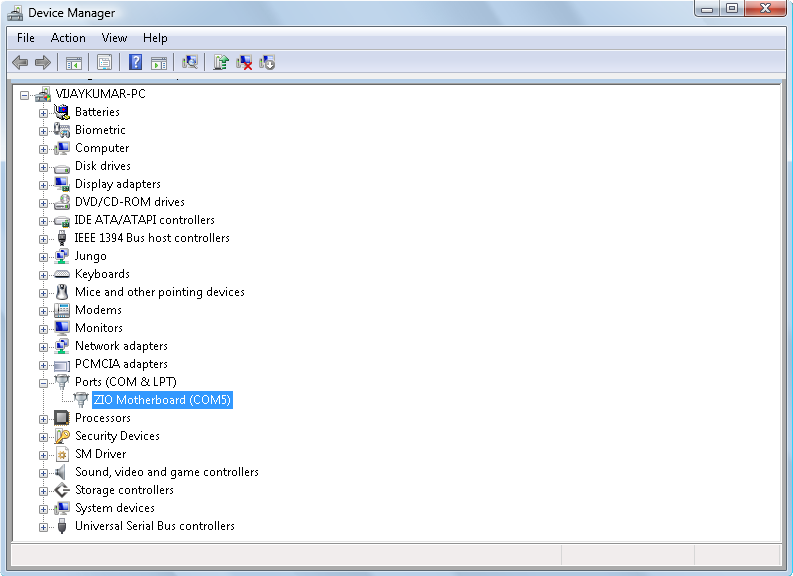 Device Manager
File Action View Help
VIJAYKUMAR-PC
Batteries
Biometric
Computer
Disk drives
Display adapters
DVD/CD-ROM drives
IDE ATA/ATAPI controllers
IEEE 1394 Bus host controllers
Jungo
Keyboards
Mice and other pointing devices
Modems
Monitors
Network adapters
PCMCIA adapters
Ports (COM & LPT)
ZIO Motherboard (COM5)
Processors
Security Devices
SM Driver
Sound, video and game controllers
Storage controllers
System devices
Universal Serial Bus controllers